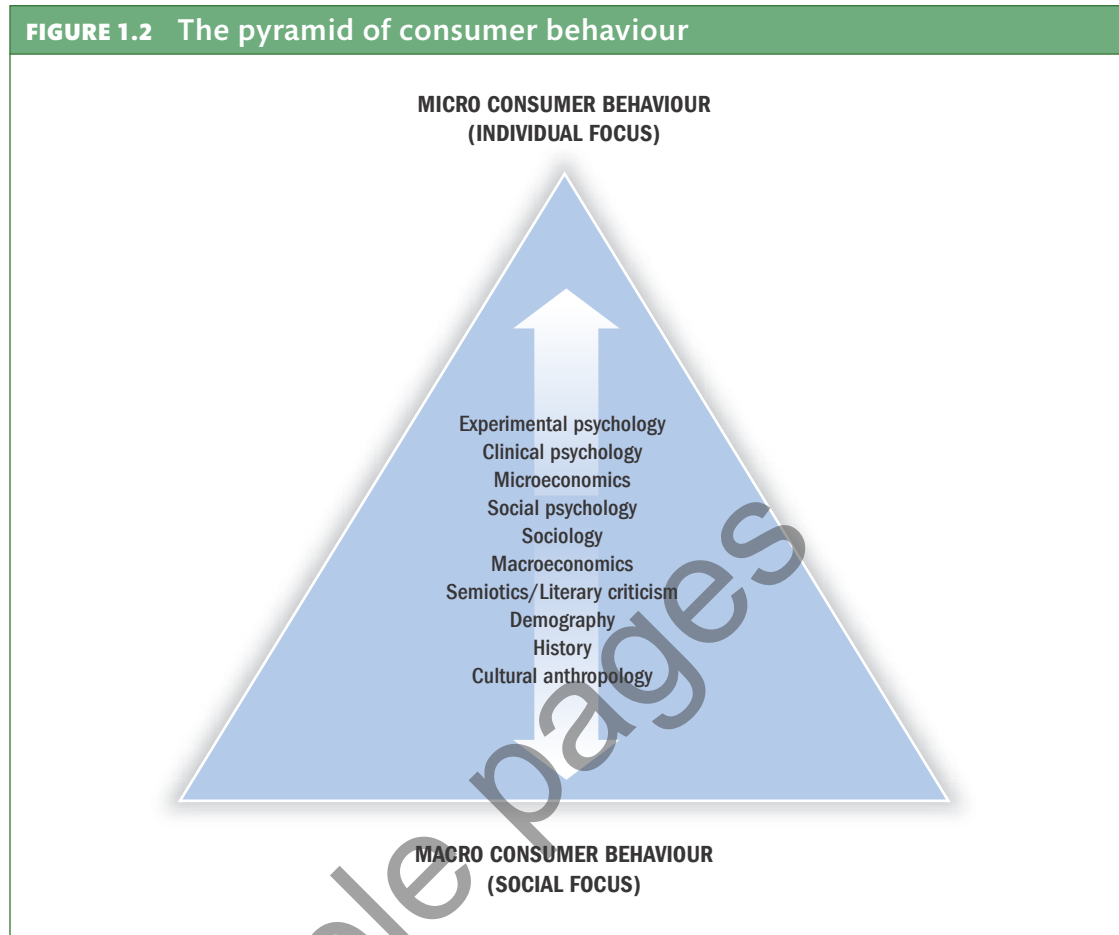 FIGURE 1.2 The pyramid of consumer behaviour
MICRO CONSUMER BEHAVIOUR
(INDIVIDUAL FOCUS)
Experimental psychology
Clinical psychology
Microeconomics
Social psychology
Sociology
Macroeconomics
Semiotics/Literary criticism
Demography
History
Cultural anthropology
MACRO CONSUMER BEHAVIOUR
(SOCIAL FOCUS)
pages